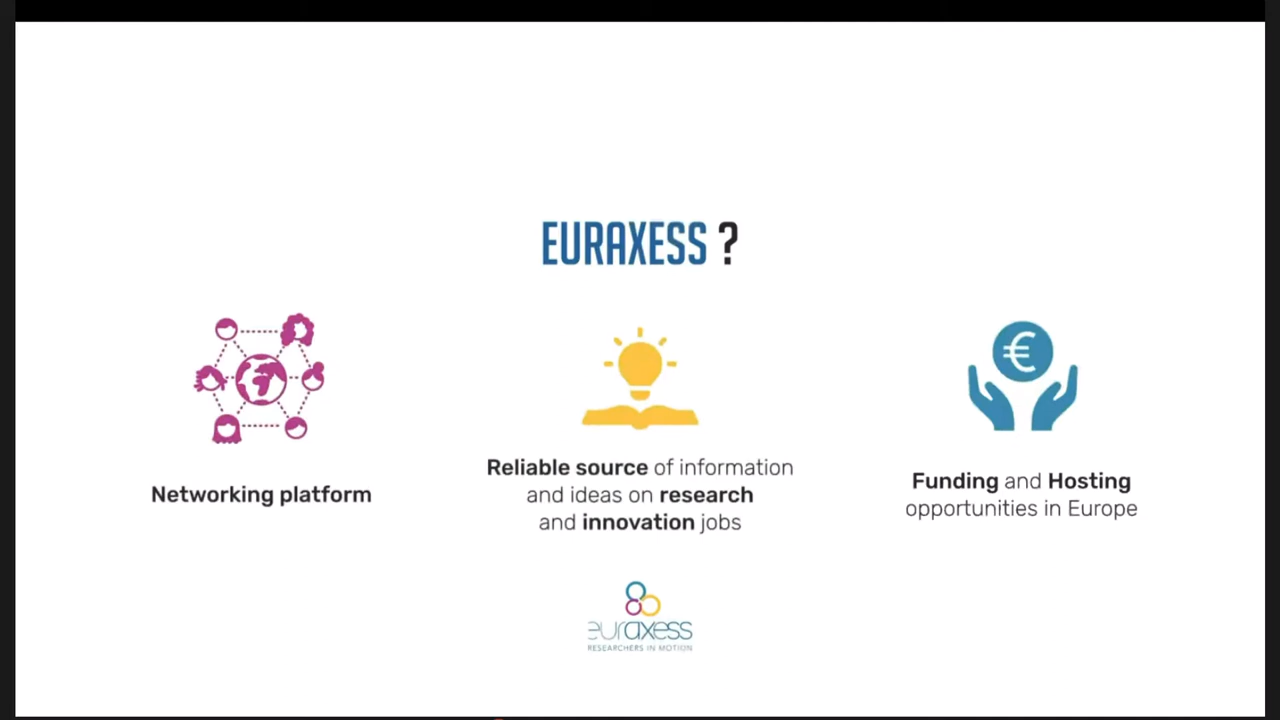 EURAXESS ?
Networking platform
Reliable source of information
and ideas on research
and innovation jobs
Funding and Hosting
opportunities in Europe
€
euraxess
RESEARCHERS IN MOTION